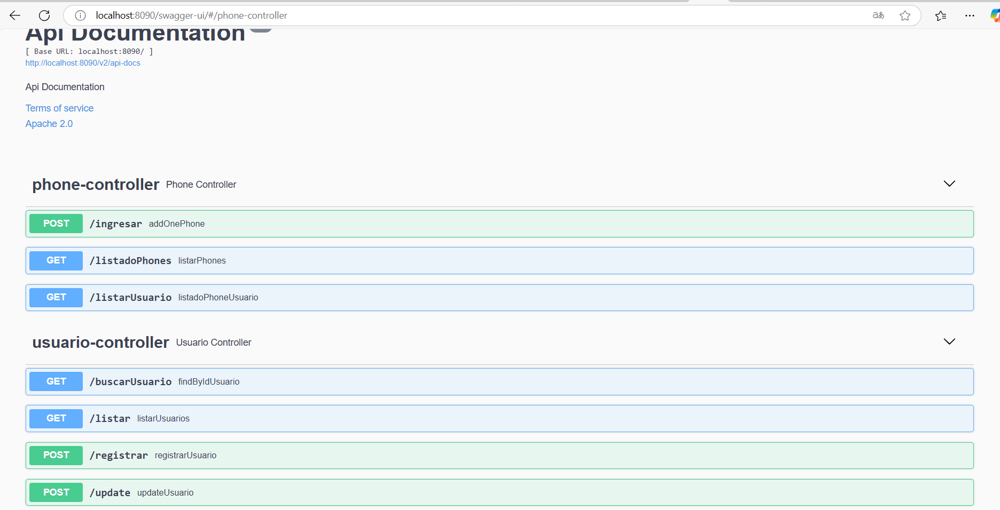 localhost:8090/swagger-ui/#/phone-controller
Api Documentation
[ Base URL: localhost:8090/ ]
http://localhost:8090/v2/api-docs
Api Documentation
Terms of service
Apache 2.0
phone-controller Phone Controller
POST /ingresar addOnePhone
GET /listadoPhones listarPhones
GET /listarUsuario listadoPhoneUsuario
usuario-controller Usuario Controller
GET /buscarUsuario findByIdUsuario
GET /listar listarUsuarios
POST /registrar registrarUsuario
POST /update updateUsuario